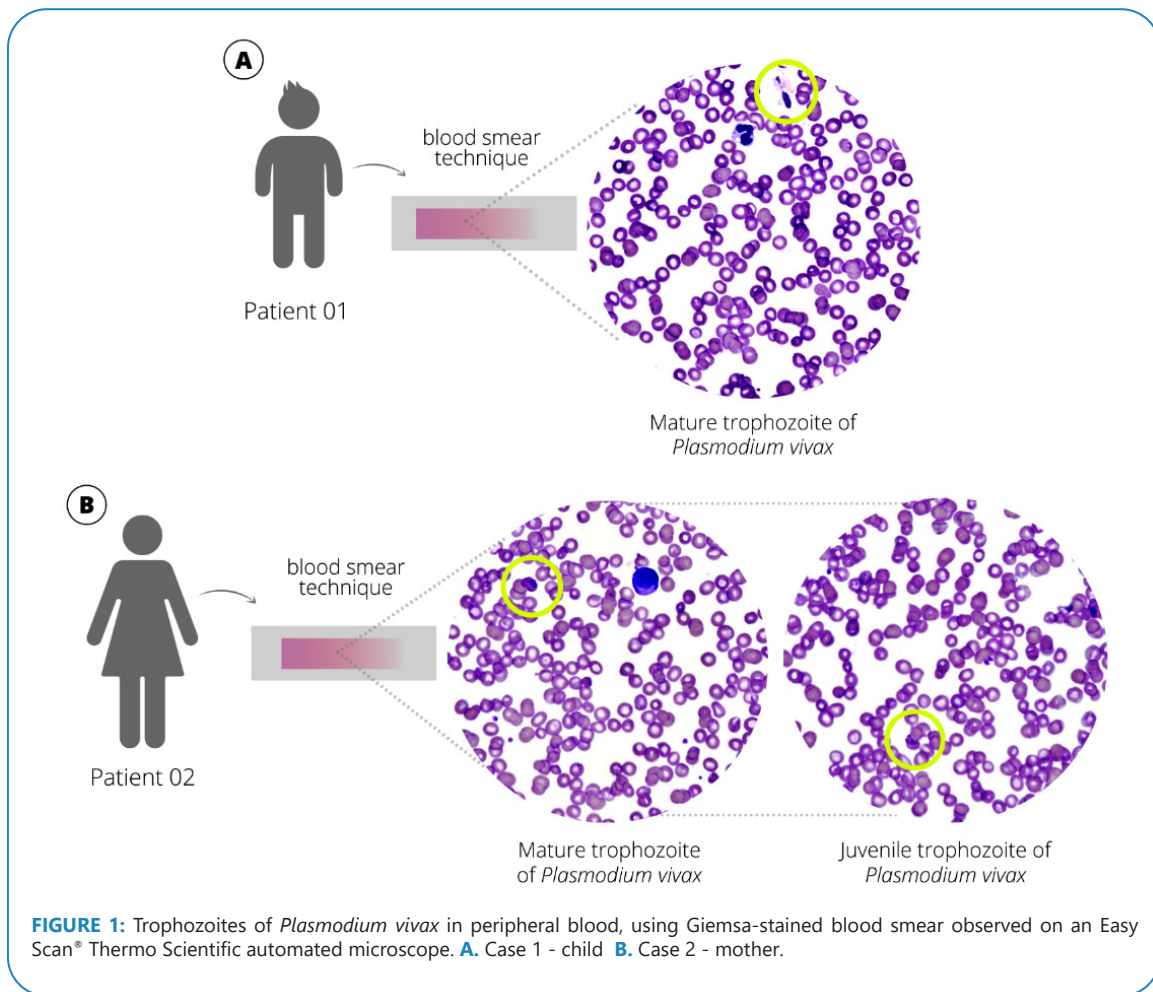 A
blood smear
technique
Patient 01
Mature trophozoite of
Plasmodium vivax
B
blood smear
technique
Patient 02
Mature trophozoite
of Plasmodium vivax
Juvenile trophozoite of
Plasmodium vivax
FIGURE 1: Trophozoites of Plasmodium vivax in peripheral blood, using Giemsa-stained blood smear observed on an Easy
Scan® Thermo Scientific automated microscope. A. Case 1 - child B. Case 2 - mother.